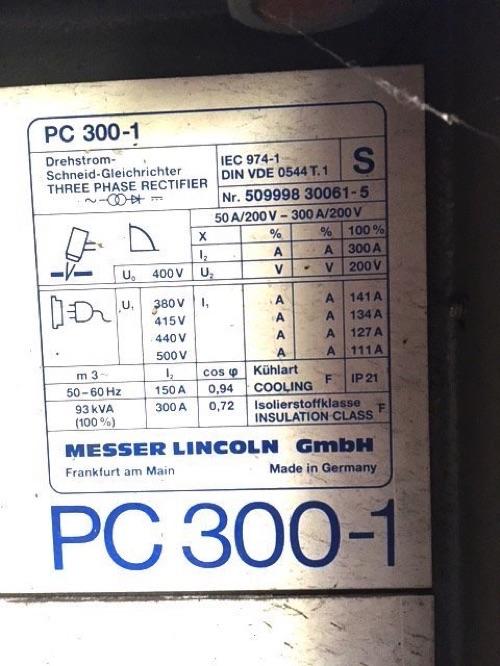 PC 300-1
Drehstrom-
Schneid-Gleichrichter
THREE PHASE RECTIFIER
IEC 974-1
DIN VDE 0544 T.1
S
Nr. 509998 30061-5
50 A/200 V – 300 A/200 V
X % % 100 %
I₂ A A 300 A
U₀ 400 V U₂ V V 200 V
U₁ 380 V I₁ A A 141 A
415 V A A 134 A
440 V A A 127 A
500 V A A 111 A
m 3~ I₂ cos φ Kühlart
COOLING F IP 21
50–60 Hz 150 A 0,94
93 kVA 300 A 0,72 Isolierstoffklasse
(100 %) INSULATION CLASS F
MESSER LINCOLN GmbH
Frankfurt am Main Made in Germany
PC 300-1